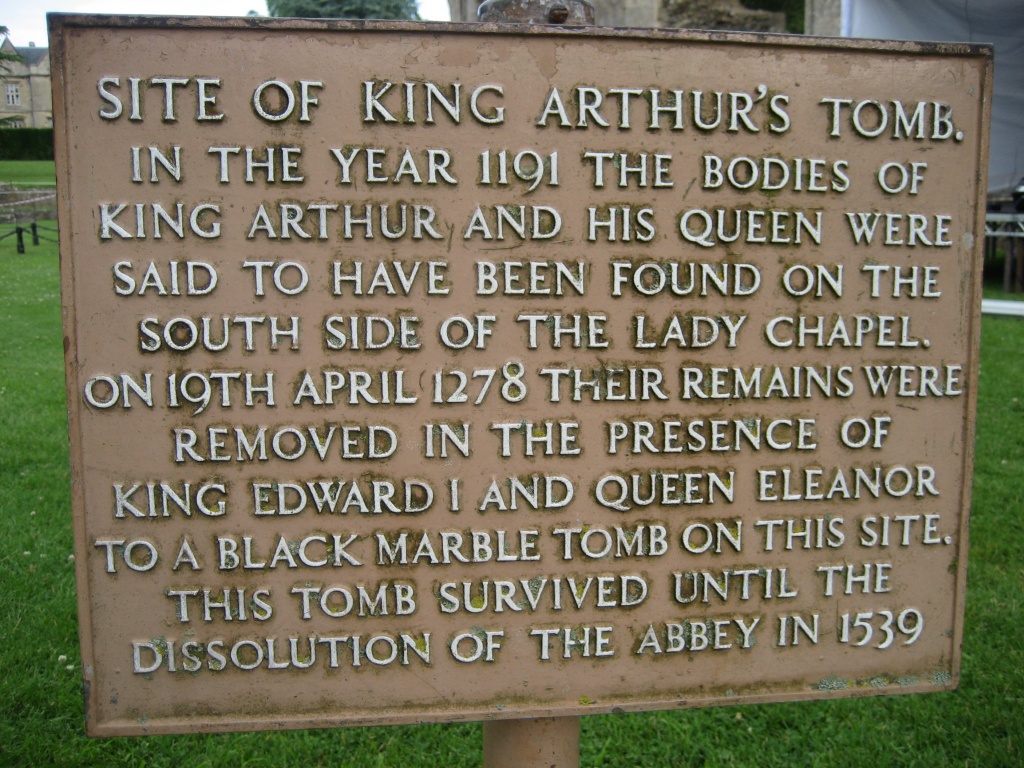 SITE OF KING ARTHUR'S TOMB.
IN THE YEAR 1191 THE BODIES OF
KING ARTHUR AND HIS QUEEN WERE
SAID TO HAVE BEEN FOUND ON THE
SOUTH SIDE OF THE LADY CHAPEL.
ON 19TH APRIL 1278 THEIR REMAINS WERE
REMOVED IN THE PRESENCE OF
KING EDWARD I AND QUEEN ELEANOR
TO A BLACK MARBLE TOMB ON THIS SITE.
THIS TOMB SURVIVED UNTIL THE
DISSOLUTION OF THE ABBEY IN 1539